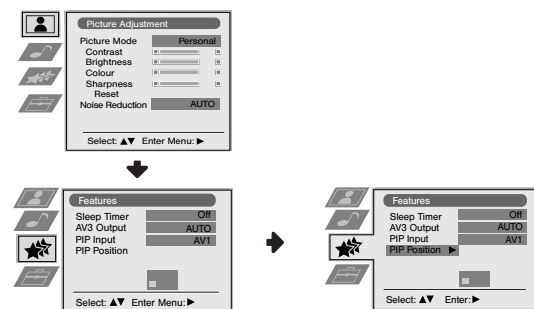 Picture Adjustment
Picture Mode Personal
Contrast
Brightness
Colour
Sharpness
Reset
Noise Reduction AUTO
Select: ▲▼ Enter Menu: ▶
Features
Sleep Timer Off
AV3 Output AUTO
PIP Input AV1
PIP Position
Select: ▲▼ Enter Menu: ▶
Features
Sleep Timer Off
AV3 Output AUTO
PIP Input AV1
PIP Position ▶
Select: ▲▼ Enter: ▶